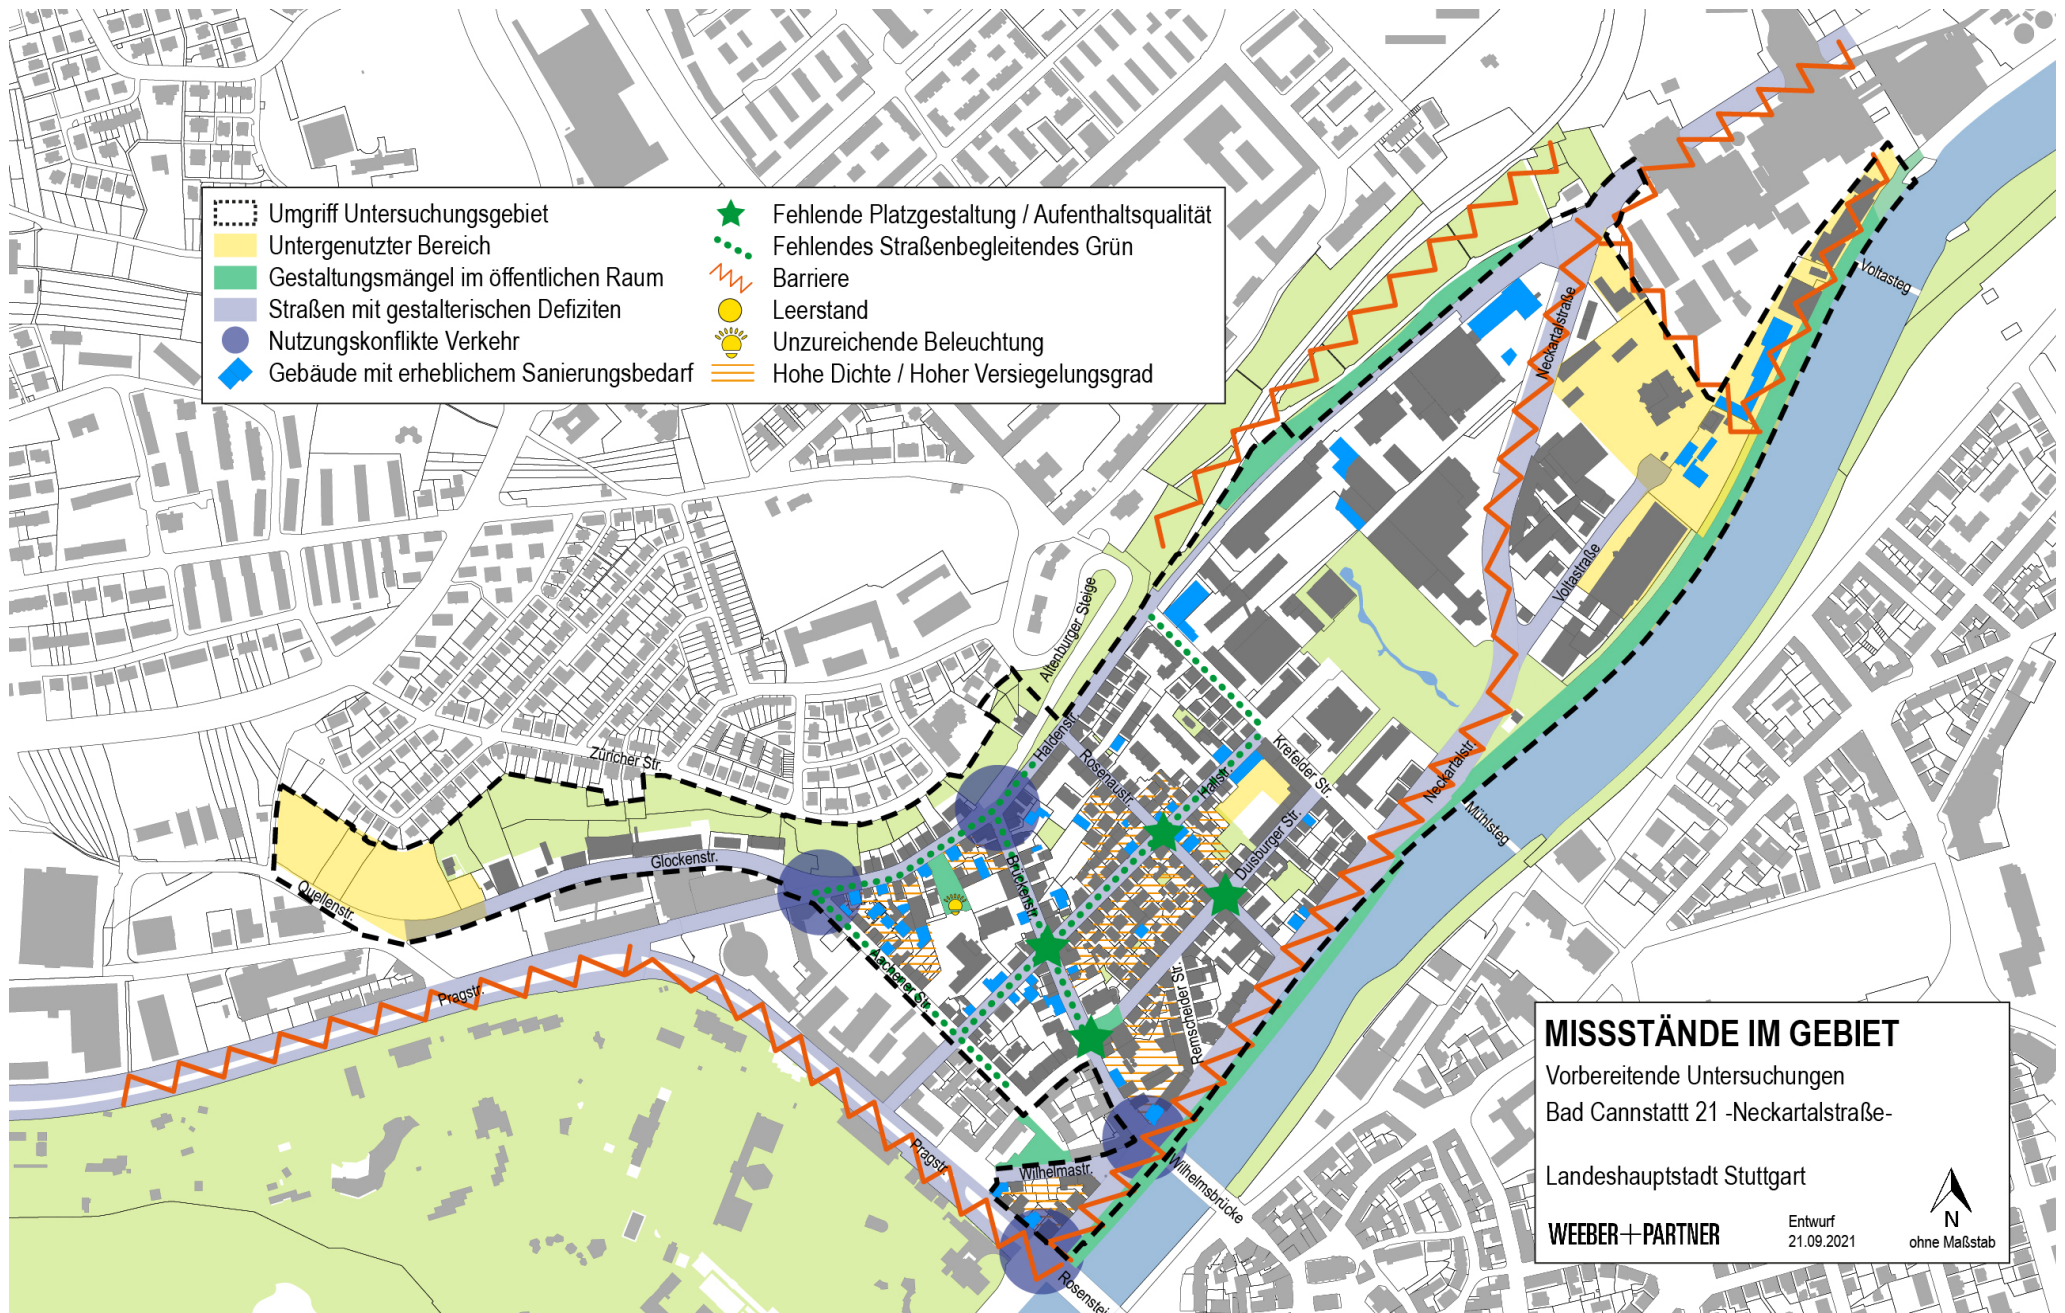 Umgriff Untersuchungsgebiet
Untergenutzter Bereich
Gestaltungsmängel im öffentlichen Raum
Straßen mit gestalterischen Defiziten
Nutzungskonflikte Verkehr
Gebäude mit erheblichem Sanierungsbedarf
Fehlende Platzgestaltung / Aufenthaltsqualität
Fehlendes Straßenbegleitendes Grün
Barriere
Leerstand
Unzureichende Beleuchtung
Hohe Dichte / Hoher Versiegelungsgrad
Voltasteg
Neckartalstraße
Voltastraße
Altenburger Steige
Haldenstr.
Züricher Str.
Rosenaustr.
Hallstr.
Krefelder Str.
Neckartalstr.
Mühlsteg
Duisburger Str.
Glockenstr.
Quellenstr.
Brückenstr.
Aachener Str.
Pragstr.
Remscheider Str.
Pragstr.
Wilhelmastr.
Wilhelmsbrücke
Rosenstei
MISSSTÄNDE IM GEBIET
Vorbereitende Untersuchungen
Bad Cannstattt 21 -Neckartalstraße-
Landeshauptstadt Stuttgart
WEEBER+PARTNER
Entwurf
21.09.2021
N
ohne Maßstab